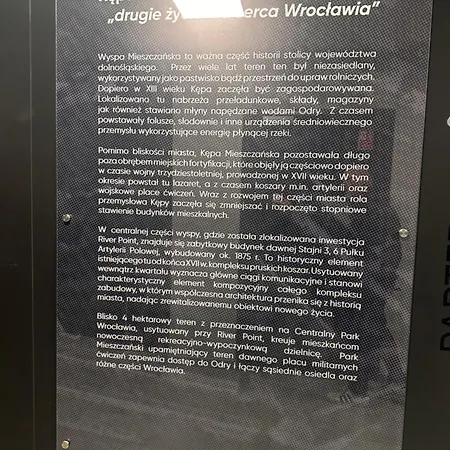 „drugie ży erca Wrocławia”
Wyspa Mieszczańska to ważna część historii stolicy województwa
dolnośląskiego. Przez wiele lat teren ten był niezasiedlany,
wykorzystywany jako pastwisko bądź przestrzeń do upraw rolniczych.
Dopiero w XIII wieku Kępa zaczęła być zagospodarowywana.
Lokalizowano tu nabrzeża przeładunkowe, składy, magazyny
jak również stawiano młyny napędzane wodami Odry. Z czasem
powstawały folusze, słodownie i inne urządzenia średniowiecznego
przemysłu wykorzystujące energię płynącej rzeki.
Pomimo bliskości miasta, Kępa Mieszczańska pozostawała długo
poza obrębem miejskich fortyfikacji, które objęły ją częściowo dopiero
w czasie wojny trzydziestoletniej, prowadzonej w XVII wieku. W tym
okresie powstał tu lazaret, a z czasem koszary m.in. artylerii oraz
wojskowe place ćwiczeń. Wraz z rozwojem tej części miasta rola
przemysłowa Kępy zaczęła się zmniejszać i rozpoczęto stopniowe
stawienie budynków mieszkalnych.
W centralnej części wyspy, gdzie została zlokalizowana inwestycja
River Point, znajduje się zabytkowy budynek dawnej Stajni 3, 6 Pułku
Artylerii Polowej, wybudowany ok. 1875 r. To historyczny element
istniejącego tu od końca XVII w. kompleksu pruskich koszar. Usytuowany
wewnątrz kwartału wyznacza główne ciągi komunikacyjne i stanowi
charakterystyczny element kompozycyjny całego kompleksu
zabudowy, w którym współczesna architektura przenika się z historią
miasta, nadając zrewitalizowanemu obiektowi nowego życia.
Blisko 4 hektarowy teren z przeznaczeniem na Centralny Park
Wrocławia, usytuowany przy River Point, kreuje mieszkańcom
nowoczesną rekreacyjno-wypoczynkową dzielnicę. Park
Mieszczański upamiętniający teren dawnego placu militarnych
ćwiczeń zapewnia dostęp do Odry i łączy sąsiednie osiedla oraz
różne części Wrocławia.